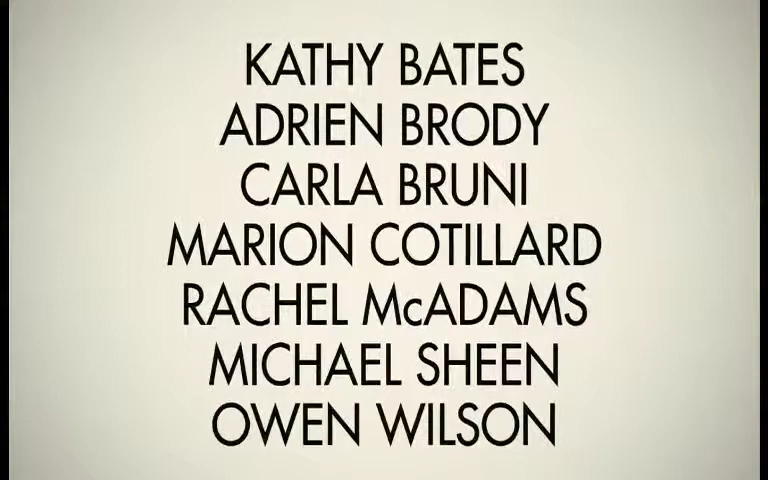 KATHY BATES
ADRIEN BRODY
CARLA BRUNI
MARION COTILLARD
RACHEL McADAMS
MICHAEL SHEEN
OWEN WILSON